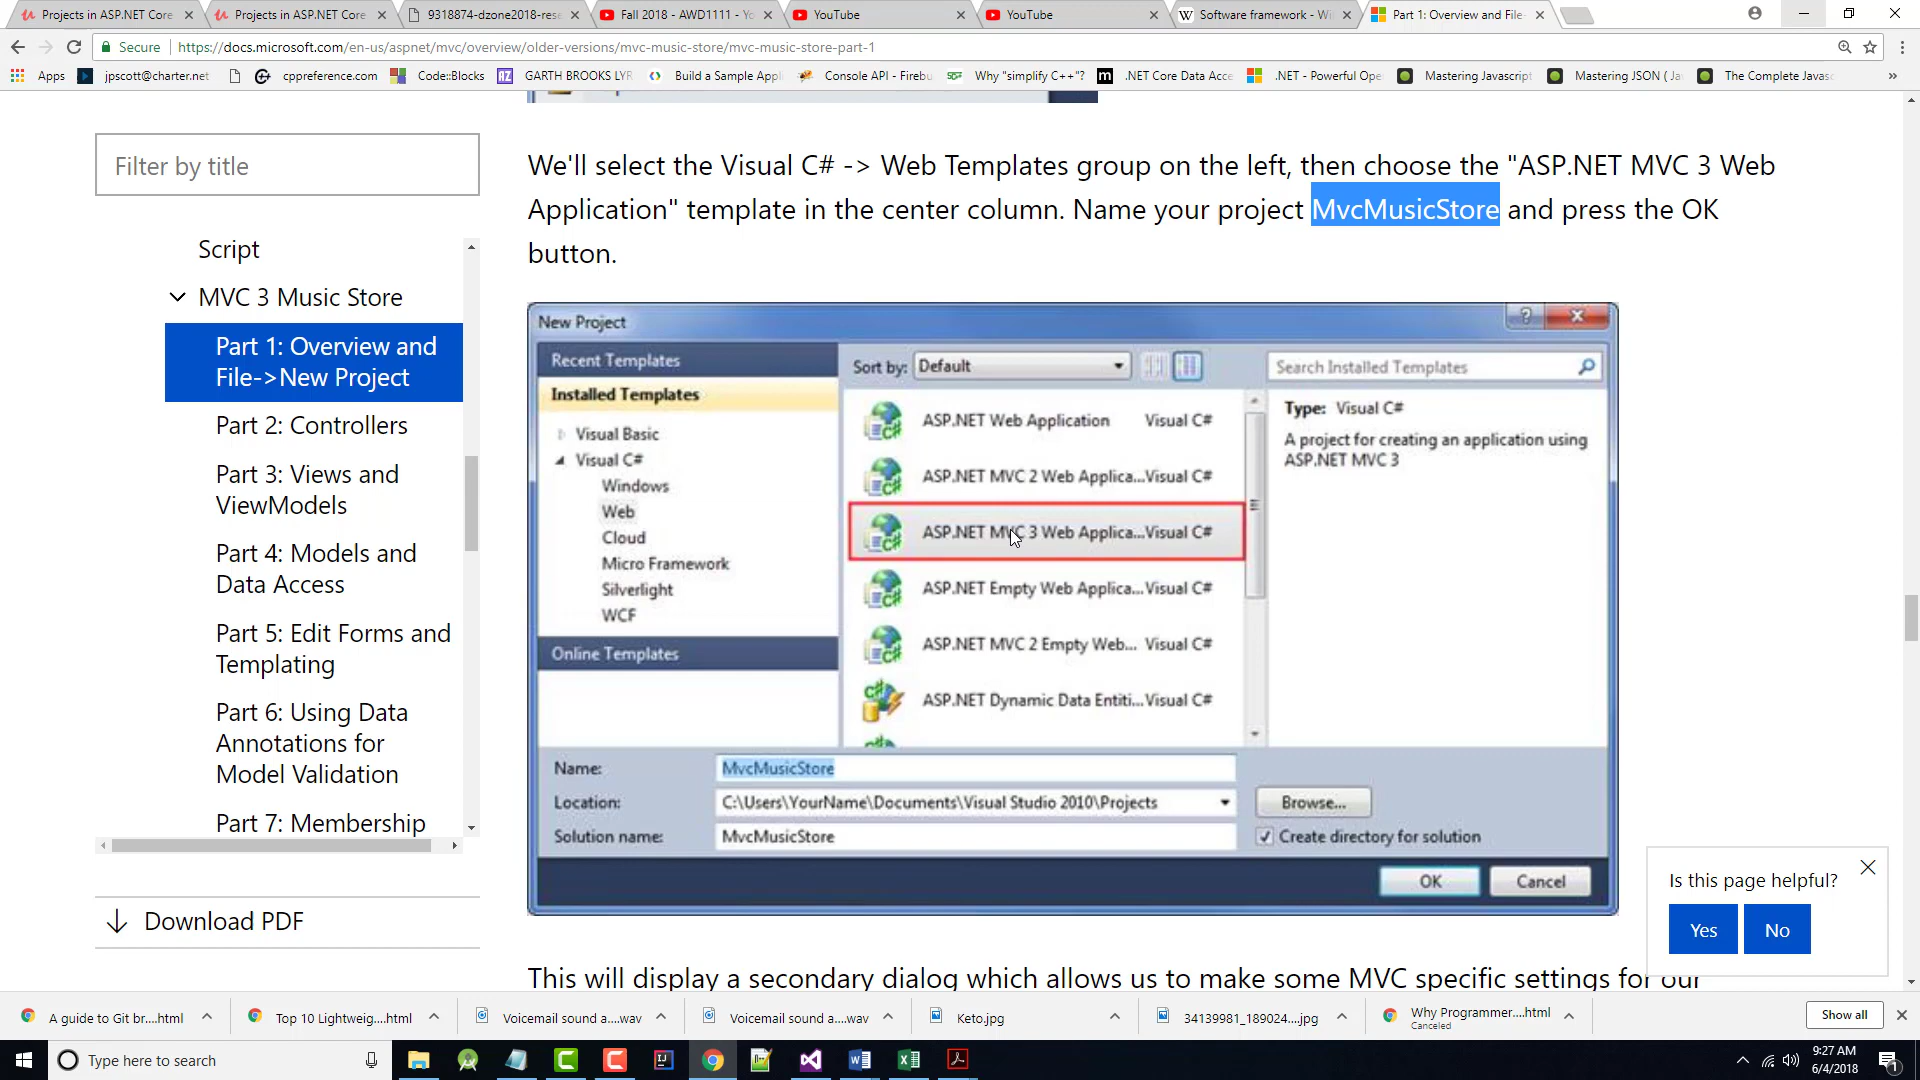 Projects in ASP.NET Core
Projects in ASP.NET Core
9318874-dzone2018-rese
Fall 2018 - AWD1111 - Yo
YouTube
YouTube
Software framework - Wi
Part 1: Overview and File-
Secure
https://docs.microsoft.com/en-us/aspnet/mvc/overview/older-versions/mvc-music-store/mvc-music-store-part-1
Apps
jpscott@charter.net
cppreference.com
Code::Blocks
GARTH BROOKS LYR
Build a Sample Appli
Console API - Firebu
Why "simplify C++"?
.NET Core Data Acce
.NET - Powerful Ope
Mastering Javascript
Mastering JSON ( Ja
The Complete Javasc
»
Filter by title
Script
MVC 3 Music Store
Part 1: Overview and
File->New Project
Part 2: Controllers
Part 3: Views and
ViewModels
Part 4: Models and
Data Access
Part 5: Edit Forms and
Templating
Part 6: Using Data
Annotations for
Model Validation
Part 7: Membership
Download PDF
We'll select the Visual C# -> Web Templates group on the left, then choose the "ASP.NET MVC 3 Web
Application" template in the center column. Name your project MvcMusicStore and press the OK
button.
New Project
Recent Templates
Installed Templates
Visual Basic
Visual C#
Windows
Web
Cloud
Micro Framework
Silverlight
WCF
Online Templates
Sort by: Default
Search Installed Templates
ASP.NET Web Application Visual C#
ASP.NET MVC 2 Web Applica...Visual C#
ASP.NET MVC 3 Web Applica...Visual C#
ASP.NET Empty Web Applica...Visual C#
ASP.NET MVC 2 Empty Web... Visual C#
ASP.NET Dynamic Data Entiti...Visual C#
Type: Visual C#
A project for creating an application using
ASP.NET MVC 3
Name: MvcMusicStore
Location: C:\Users\YourName\Documents\Visual Studio 2010\Projects Browse...
Solution name: MvcMusicStore Create directory for solution
OK Cancel
Is this page helpful?
Yes No
This will display a secondary dialog which allows us to make some MVC specific settings for our
A guide to Git br....html
Top 10 Lightweig....html
Voicemail sound a....wav
Voicemail sound a....wav
Keto.jpg
34139981_189024....jpg
Why Programmer....html
Canceled
Show all
Type here to search
9:27 AM
6/4/2018
1